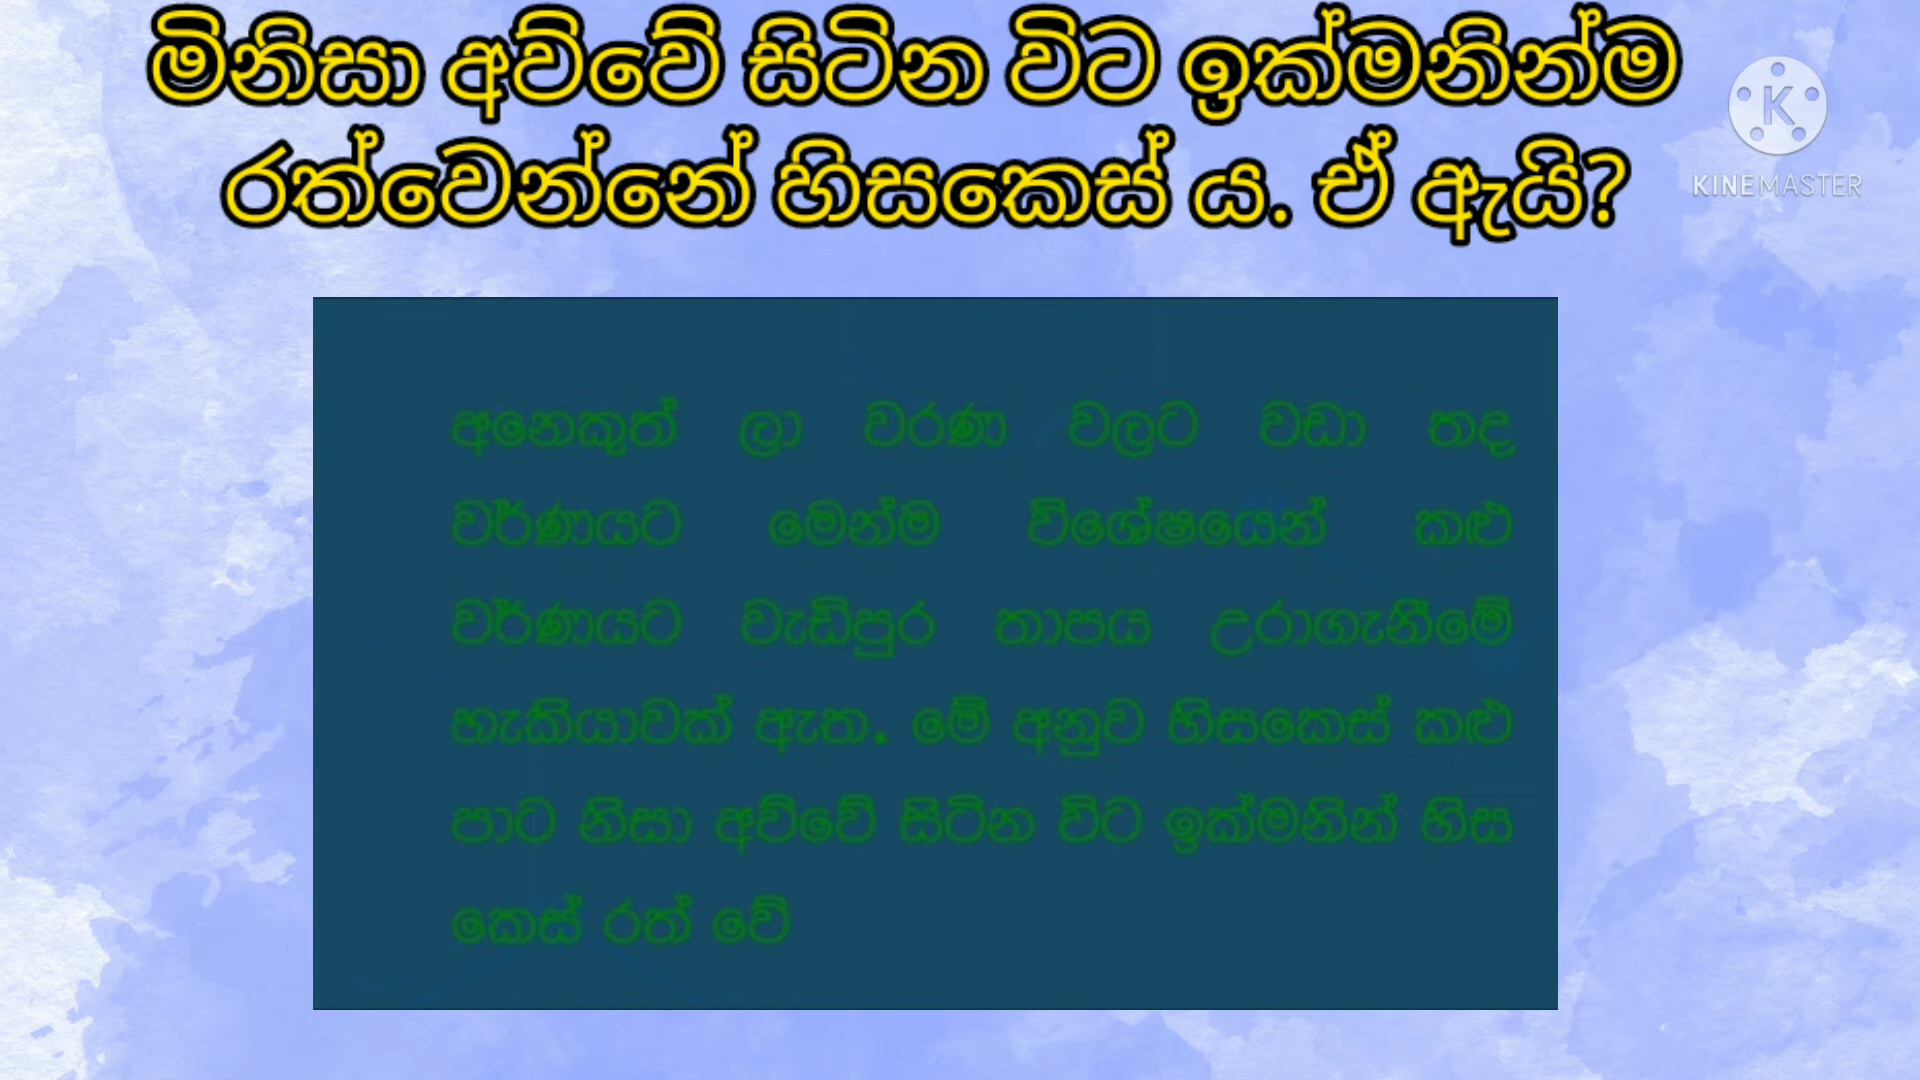 මිනිසා අව්වේ සිටින විට ඉක්මනින්ම
රත්වෙන්නේ හිසකෙස් ය. ඒ ඇයි?
KINEMASTER
අනෙකුත් ලා වරණ වලට වඩා තද
වර්ණයට මෙන්ම විශේෂයෙන් කළු
වර්ණයට වැඩිපුර තාපය උරාගැනීමේ
හැකියාවක් ඇත. මේ අනුව හිසකෙස් කළු
පාට නිසා අව්වේ සිටින විට ඉක්මනින් හිස
කෙස් රත් වේ